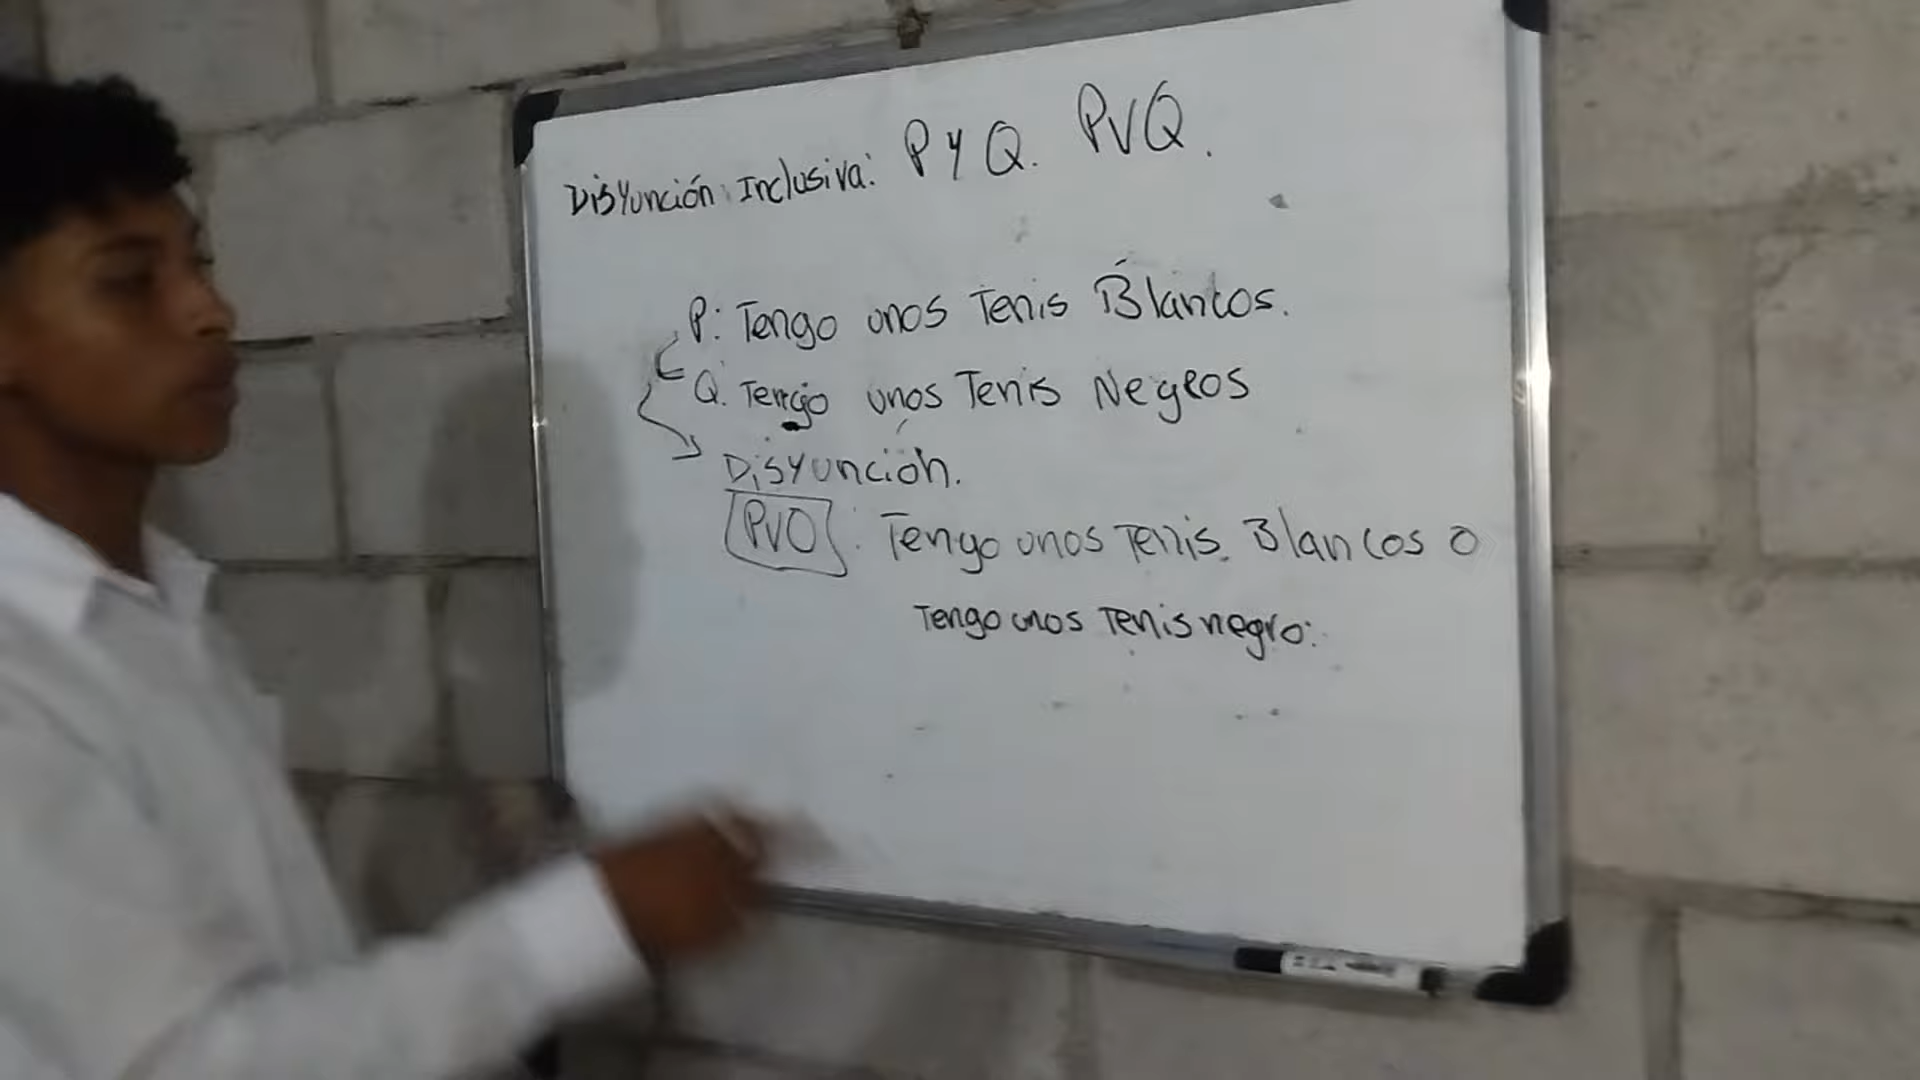 Disyunción Inclusiva: P y Q. PVQ.
P: Tengo unos Tenis Blancos.
Q. Tengo unos Tenis Negros
Disyunción.
PVQ: Tengo unos Tenis. Blancos o
Tengo unos Tenis negro: